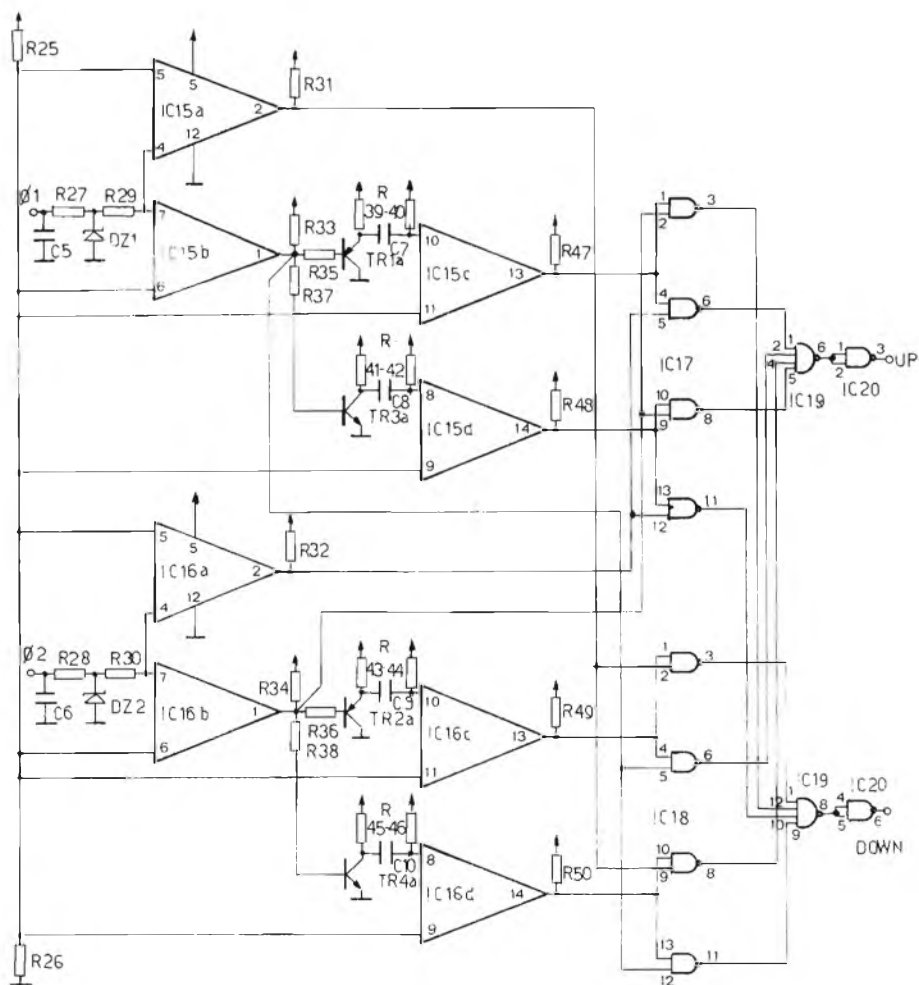 R25
5
5
IC15a
2
12
4
R31
Ø1
R27
R29
C5
DZ1
7
IC15b
1
6
R33
R35
R37
R
39-40
C7
TR1a
10
IC15c
13
11
R47
R
41-42
C8
TR3a
8
IC15d
14
9
R48
1
2
3
4
5
6
IC17
10
9
8
13
12
11
1
2
4
5
6
IC19
1
2
3
UP
IC20
5
5
IC16a
2
12
4
R32
Ø2
R28
R30
C6
DZ2
7
IC16b
1
6
R34
R36
R38
R
43-44
C9
TR2a
10
IC16c
13
11
R49
R
45-46
C10
TR4a
8
IC16d
14
9
R50
1
2
3
4
5
6
IC18
10
9
8
13
12
11
IC19
1
12
10
9
8
IC20
4
5
6
DOWN
R26